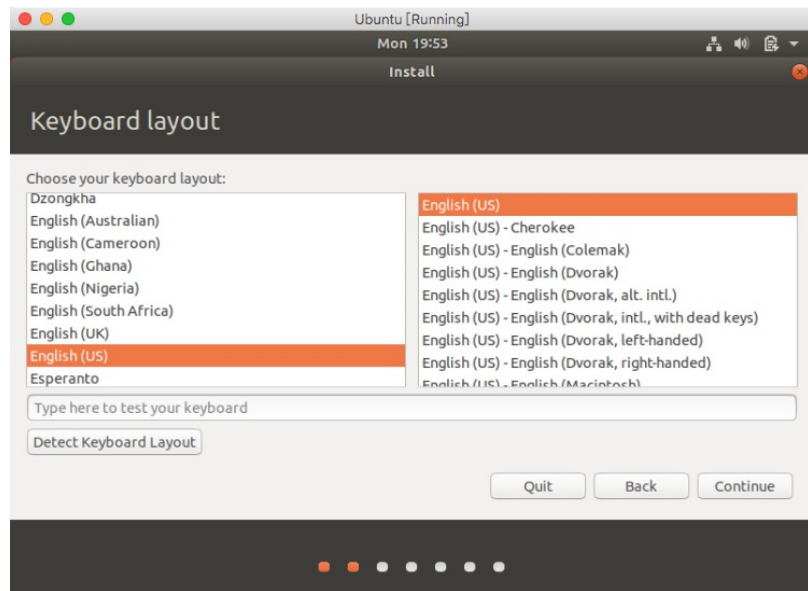 Ubuntu [Running]
Mon 19:53
Install
Keyboard layout
Choose your keyboard layout:
Dzongkha
English (Australian)
English (Cameroon)
English (Ghana)
English (Nigeria)
English (South Africa)
English (UK)
English (US)
Esperanto
English (US)
English (US) - Cherokee
English (US) - English (Colemak)
English (US) - English (Dvorak)
English (US) - English (Dvorak, alt. intl.)
English (US) - English (Dvorak, intl., with dead keys)
English (US) - English (Dvorak, left-handed)
English (US) - English (Dvorak, right-handed)
English (US) - English (Macintosh)
Type here to test your keyboard
Detect Keyboard Layout
Quit Back Continue